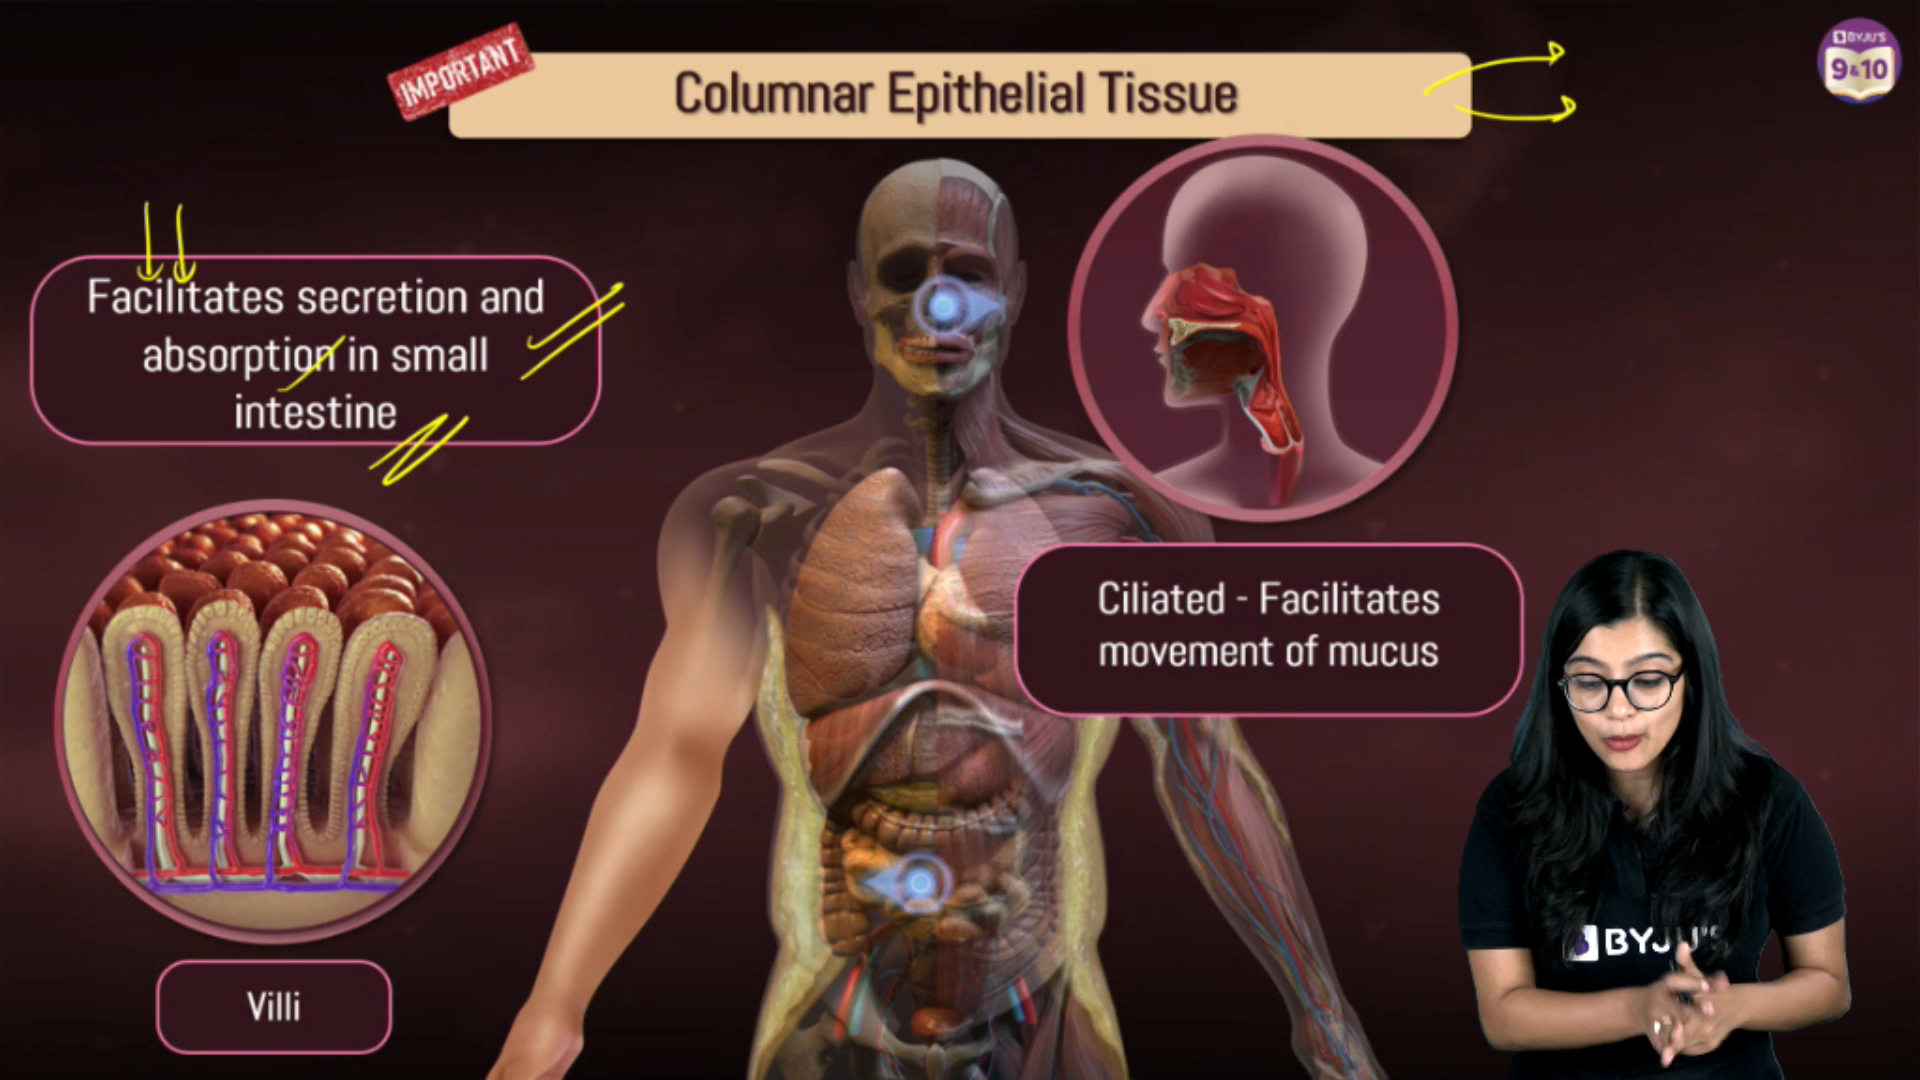 IMPORTANT
Columnar Epithelial Tissue
BYJU'S
9&10
Facilitates secretion and
absorption in small
intestine
Ciliated - Facilitates
movement of mucus
Villi
BYJU'S